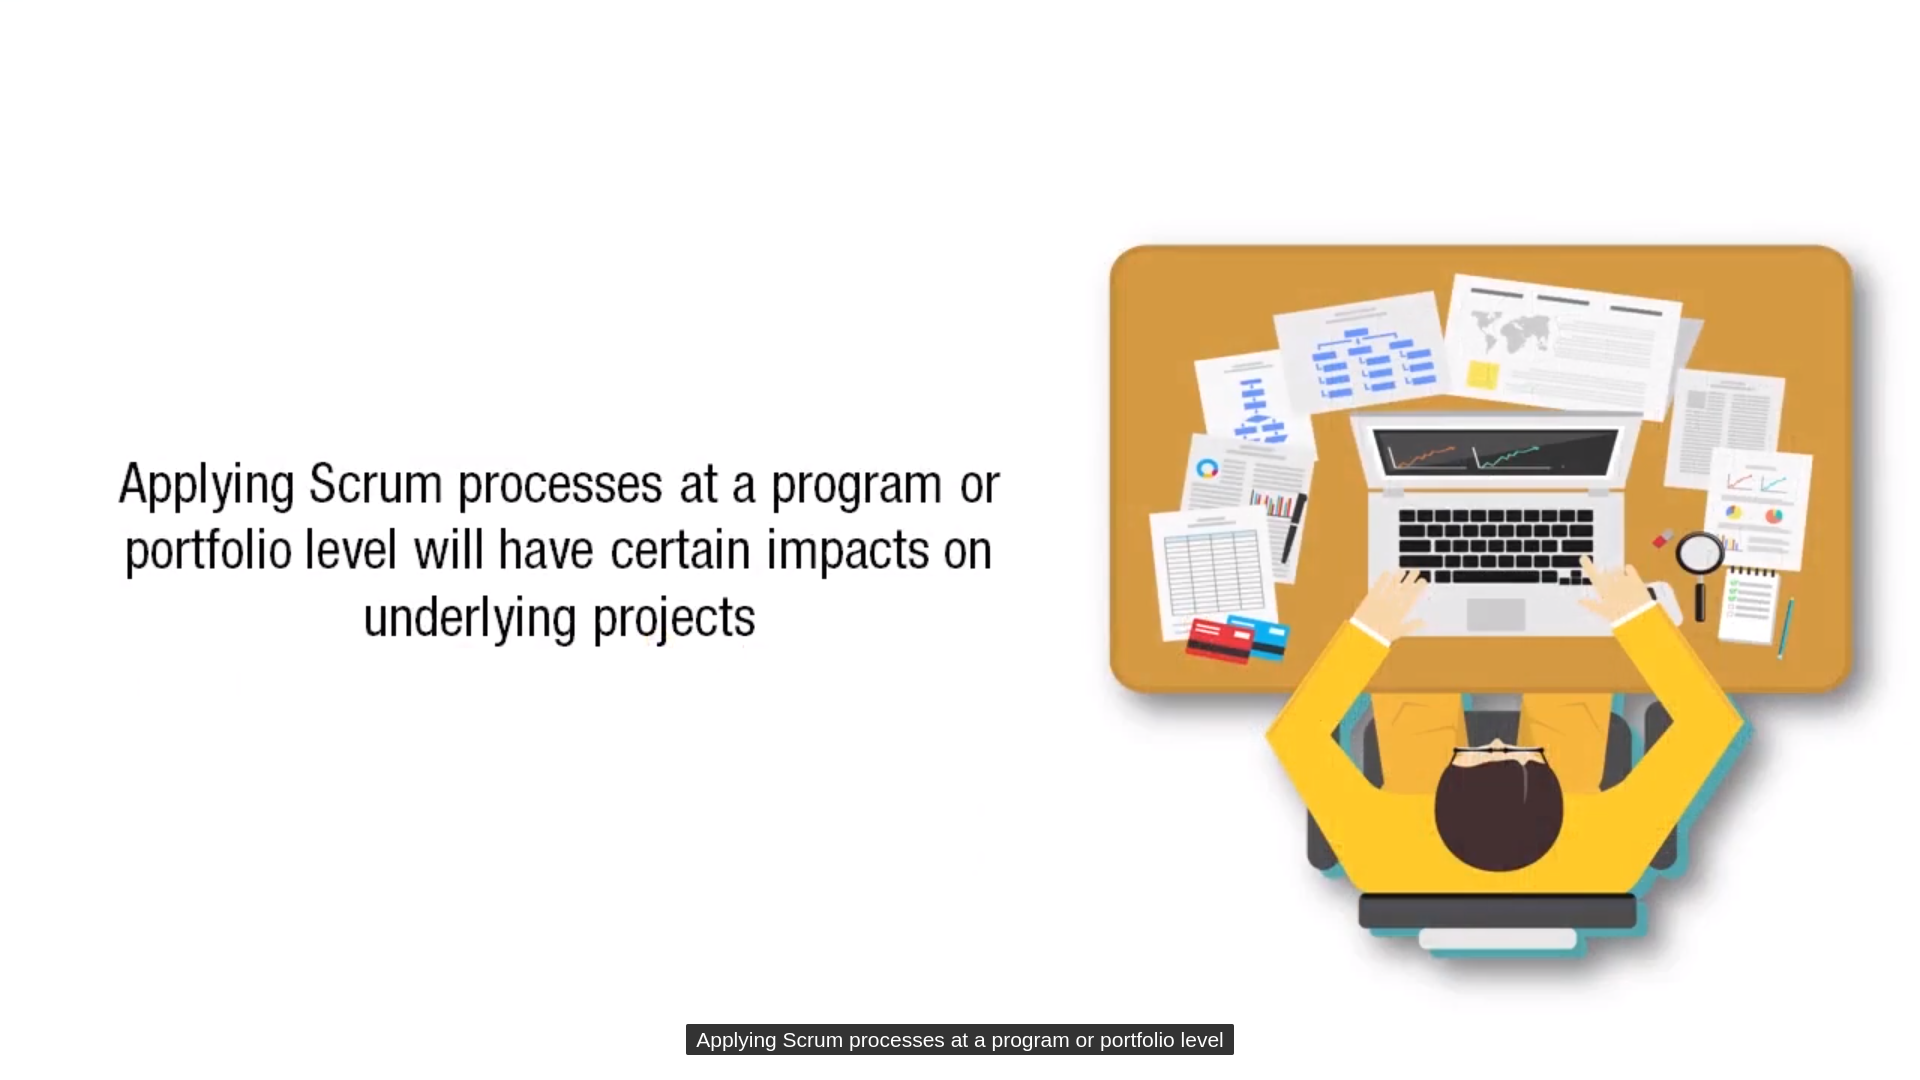 Applying Scrum processes at a program or
portfolio level will have certain impacts on
underlying projects
Applying Scrum processes at a program or portfolio level